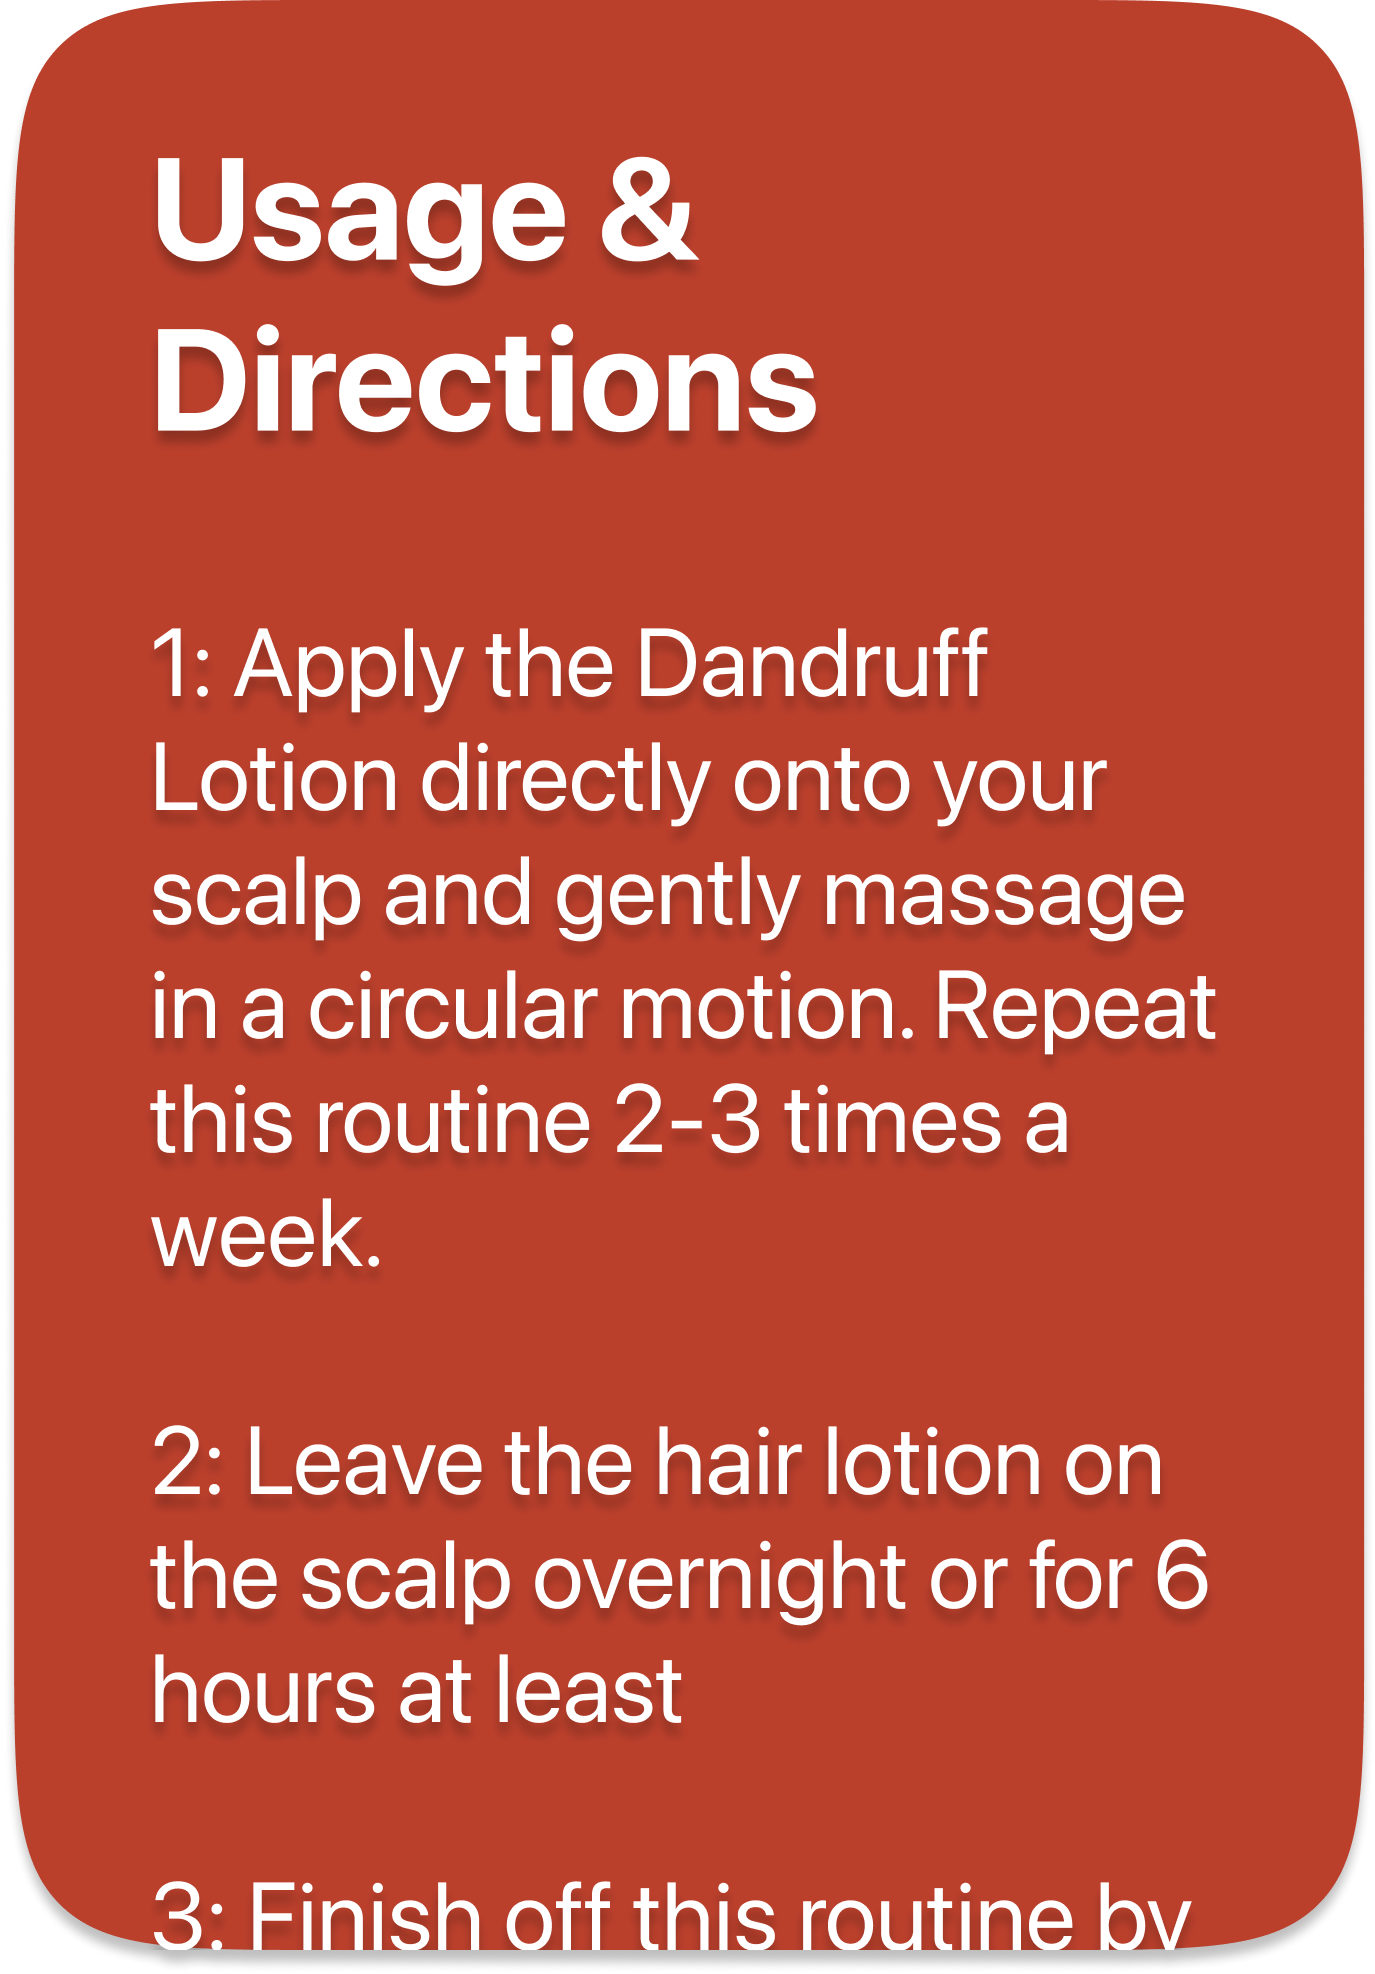 Usage &
Directions
1: Apply the Dandruff
Lotion directly onto your
scalp and gently massage
in a circular motion. Repeat
this routine 2-3 times a
week.
2: Leave the hair lotion on
the scalp overnight or for 6
hours at least
3: Finish off this routine by